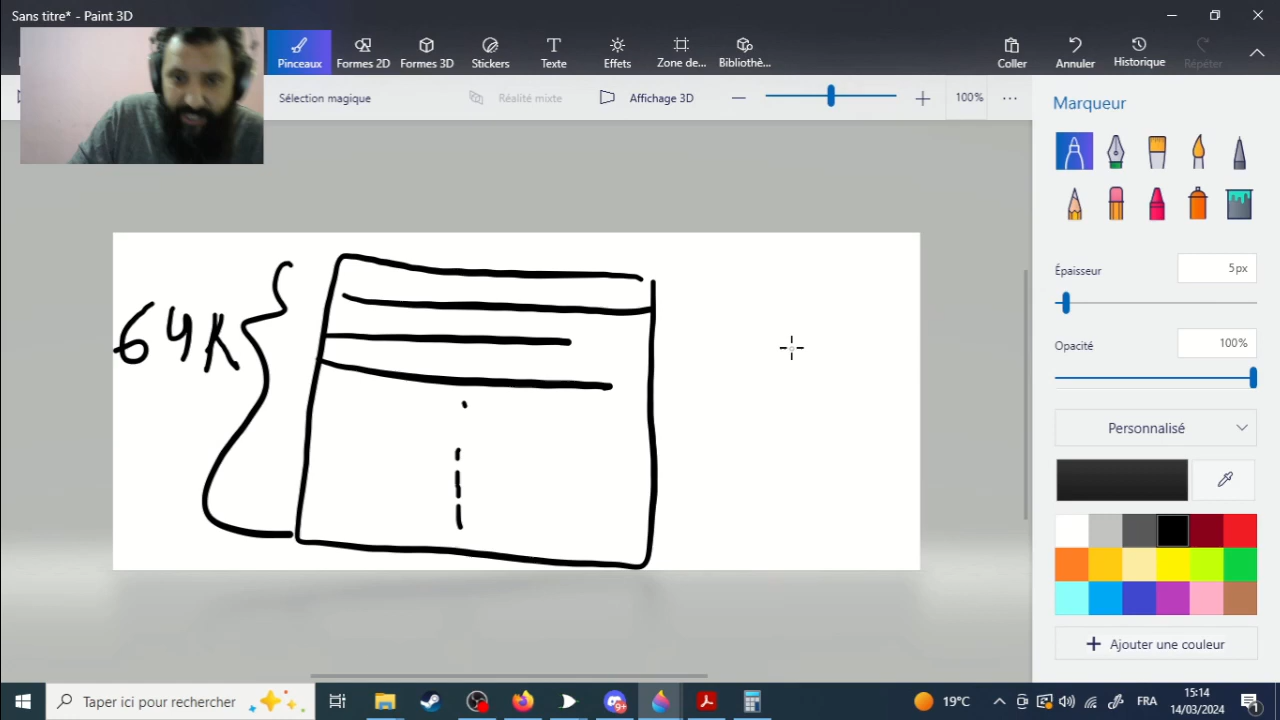 Sans titre* - Paint 3D
Pinceaux
Formes 2D
Formes 3D
Stickers
Texte
Effets
Zone de...
Bibliothè...
Coller
Annuler
Historique
Répéter
Sélection magique
Réalité mixte
Affichage 3D
100%
Marqueur
Épaisseur
5px
Opacité
100%
Personnalisé
Ajouter une couleur
64K
Taper ici pour rechercher
9+
19°C
FRA
15:14
14/03/2024
1